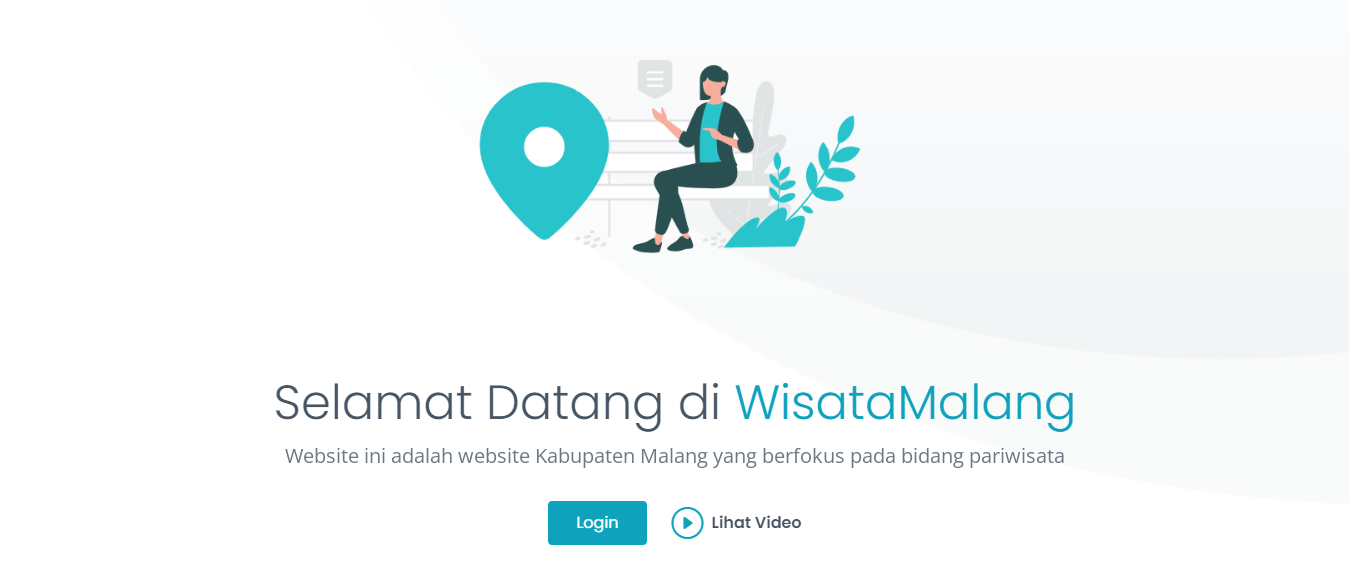 Selamat Datang di WisataMalang
Website ini adalah website Kabupaten Malang yang berfokus pada bidang pariwisata
Login
Lihat Video